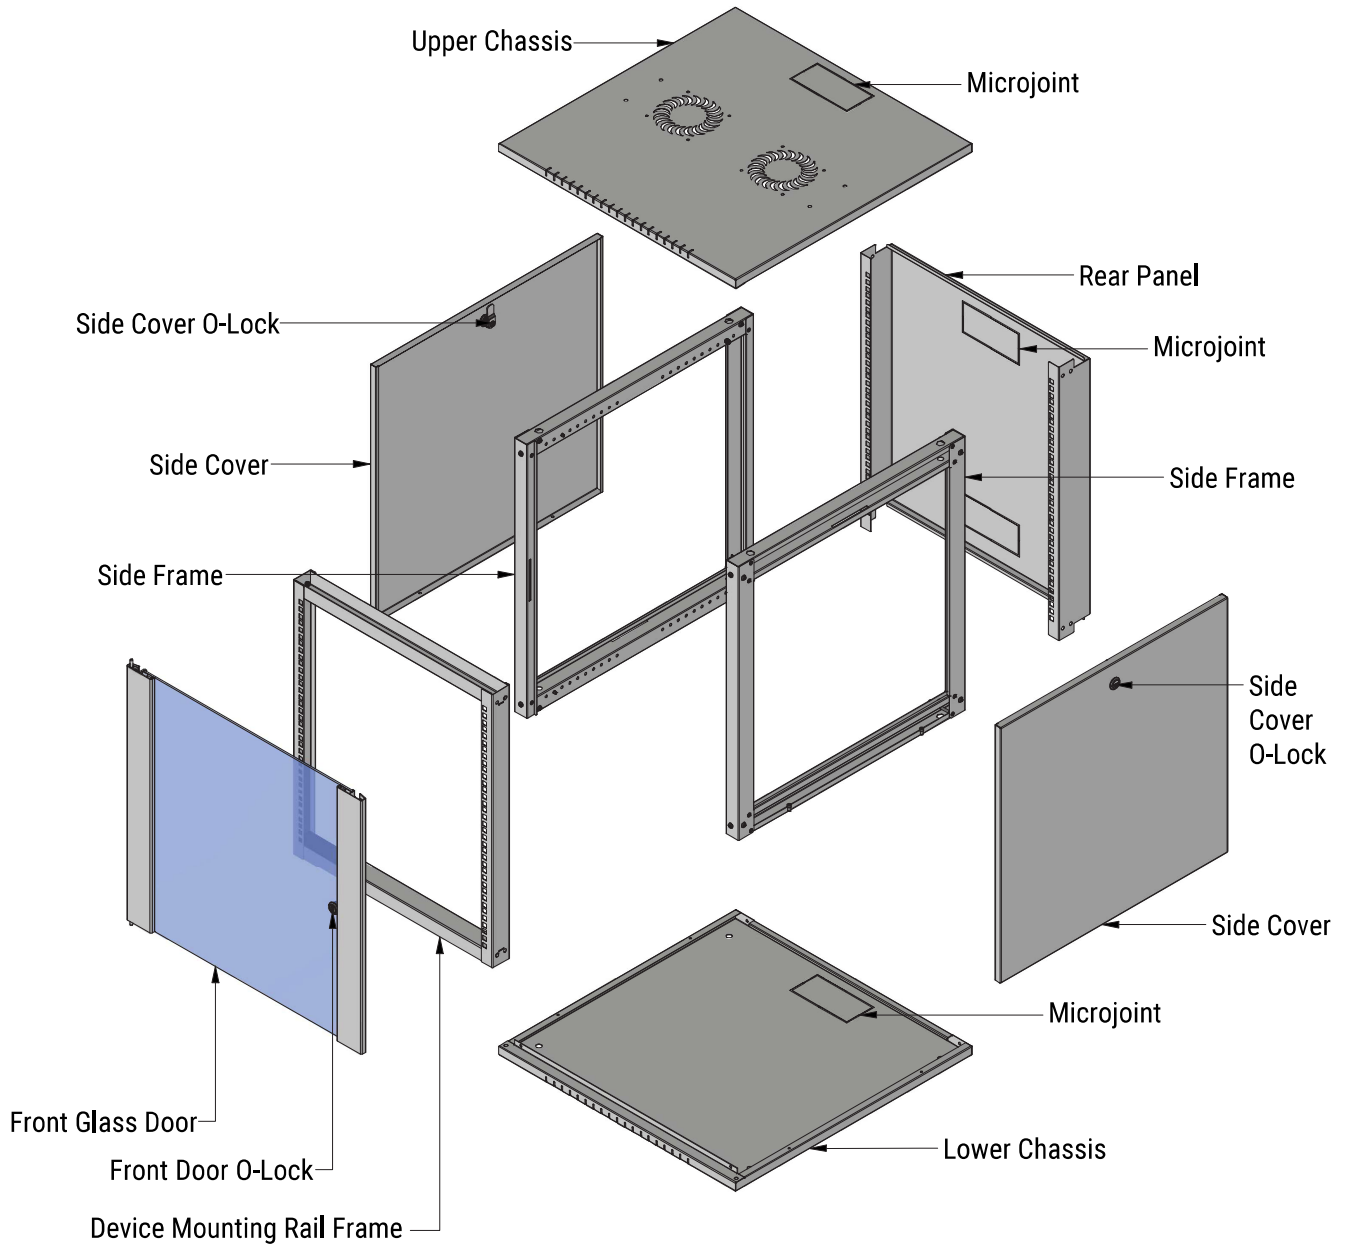 Upper Chassis
Microjoint
Rear Panel
Side Cover O-Lock
Microjoint
Side Cover
Side Frame
Side Frame
Side
Cover
O-Lock
Side Cover
Microjoint
Front Glass Door
Lower Chassis
Front Door O-Lock
Device Mounting Rail Frame